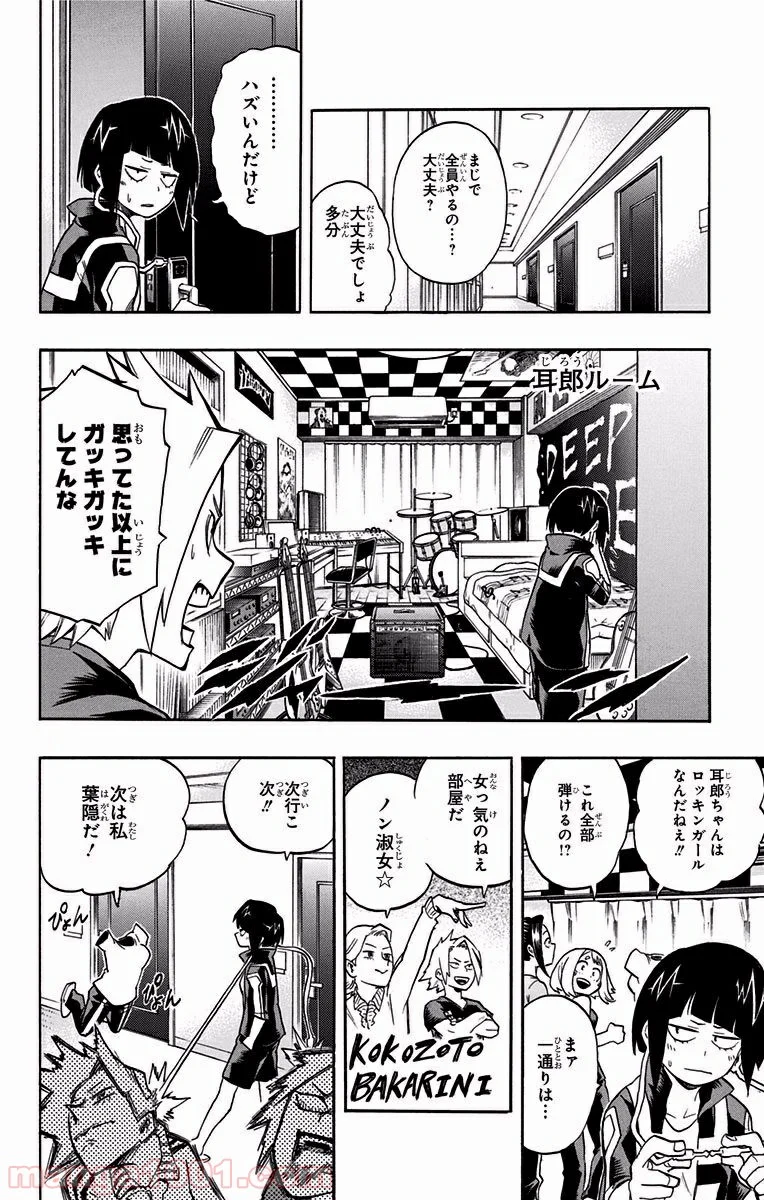 まじで
全員やるの…?
大丈夫?
大丈夫でしょ
多分
…………
ハズいんだけど
耳郎ルーム
DEEP
思ってた以上に
ガッキガッキ
してんな
耳郎ちゃんは
ロッキンガール
なんだねえ!!
これ全部
弾けるの!?
まァ
一通りは…
女っ気のねえ
部屋だ
ノン淑女☆
KOKOZOTO
BAKARINI
次行こ
次!!
次は私
葉隠だ!
ぴょん
ぴょん